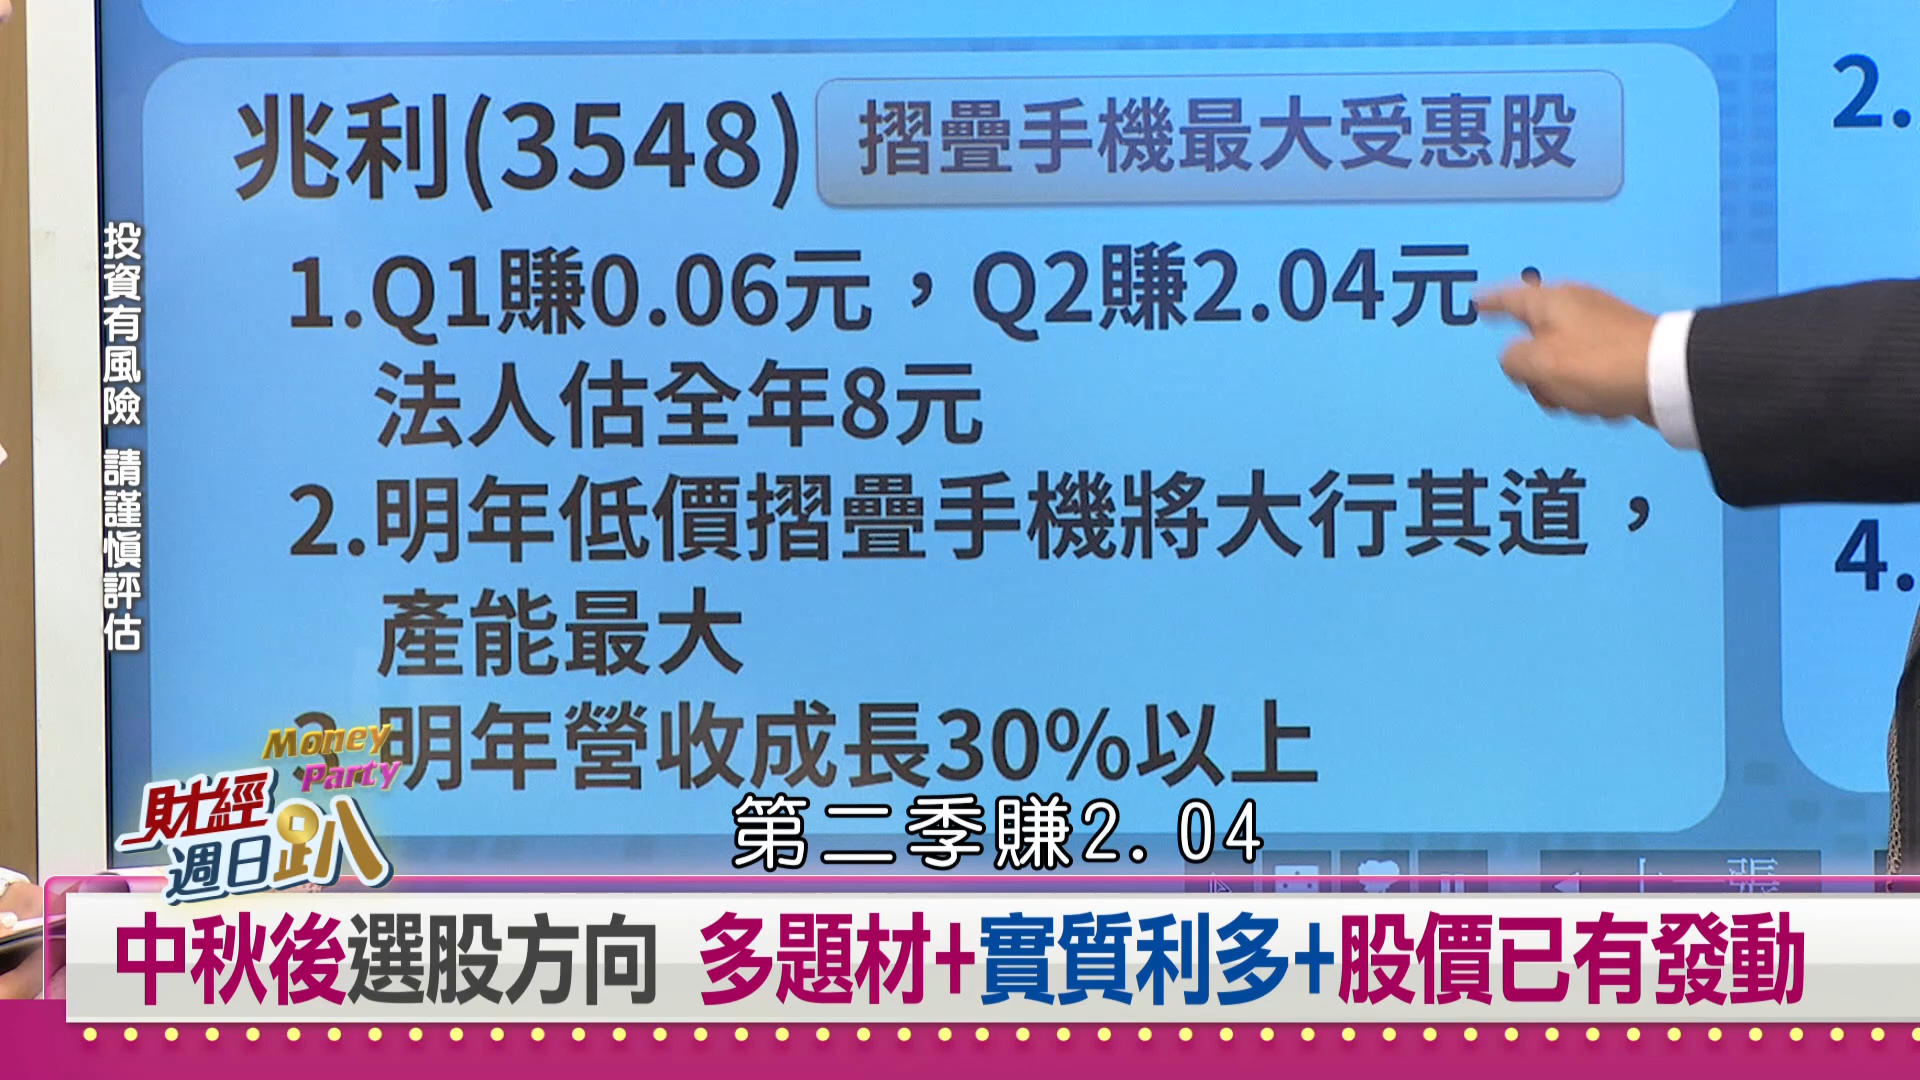 兆利(3548) 摺疊手機最大受惠股
1.Q1賺0.06元，Q2賺2.04元，
法人估全年8元
2.明年低價摺疊手機將大行其道，
產能最大
3.明年營收成長30%以上
2.
4.
投資有風險 請謹慎評估
Money Party
財經週日趴
第二季賺2.04
中秋後選股方向 多題材+實質利多+股價已有發動